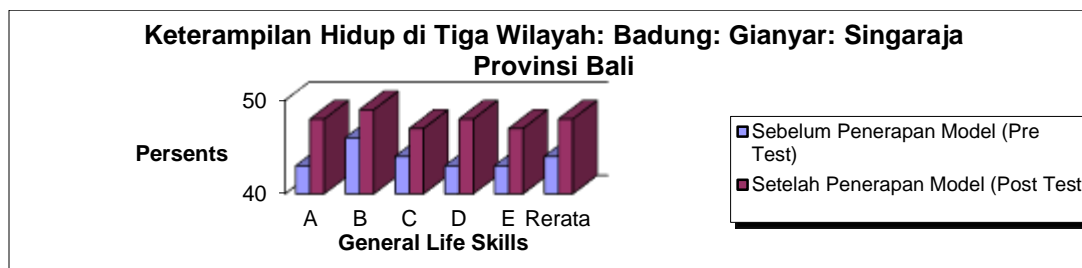 Keterampilan Hidup di Tiga Wilayah: Badung: Gianyar: Singaraja
Provinsi Bali
50
Persents
40
A B C D E Rerata
General Life Skills
Sebelum Penerapan Model (Pre
Test)
Setelah Penerapan Model (Post Test